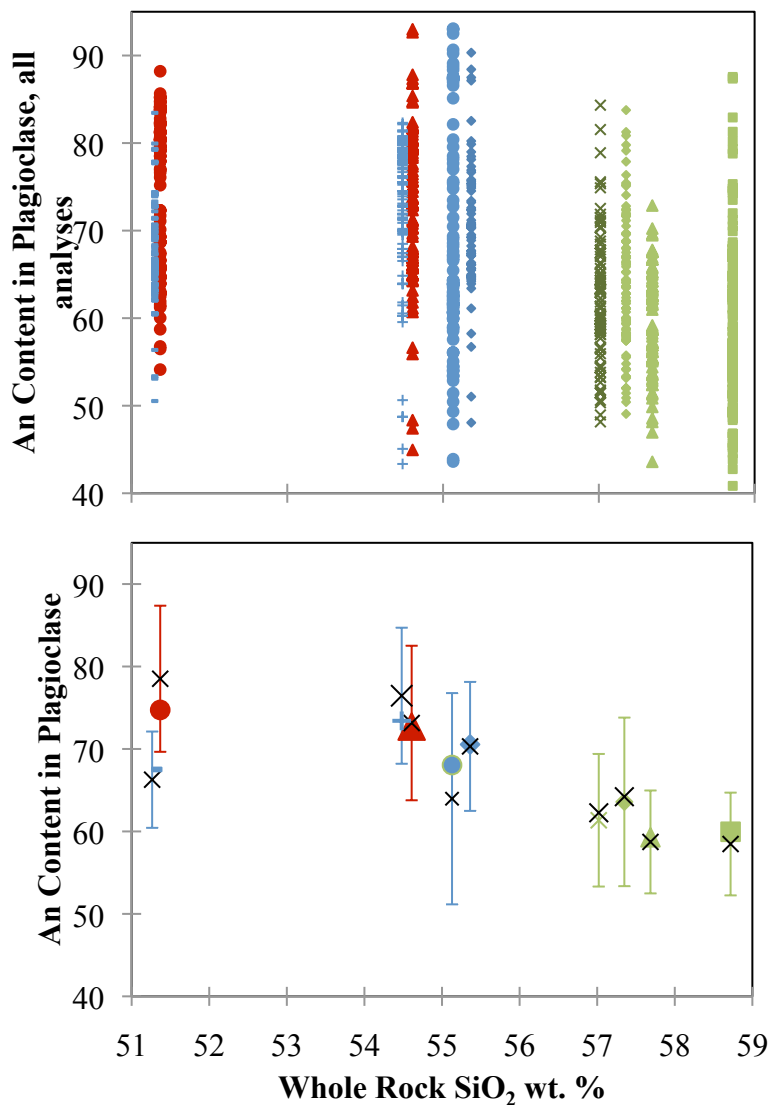 An Content in Plagioclase, all
analyses
90
80
70
60
50
40
An Content in Plagioclase
90
80
70
60
50
40
51 52 53 54 55 56 57 58 59
Whole Rock SiO₂ wt. %